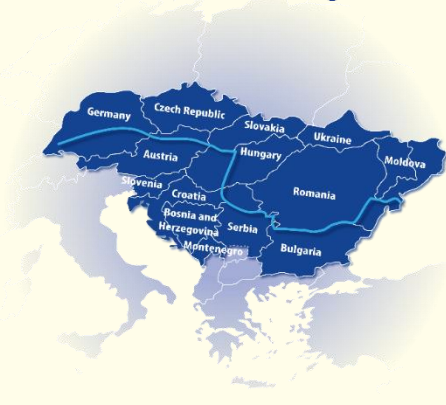 Germany
Czech Republic
Slovakia
Ukraine
Moldova
Austria
Hungary
Slovenia
Croatia
Romania
Bosnia and
Herzegovina
Serbia
Montenegro
Bulgaria